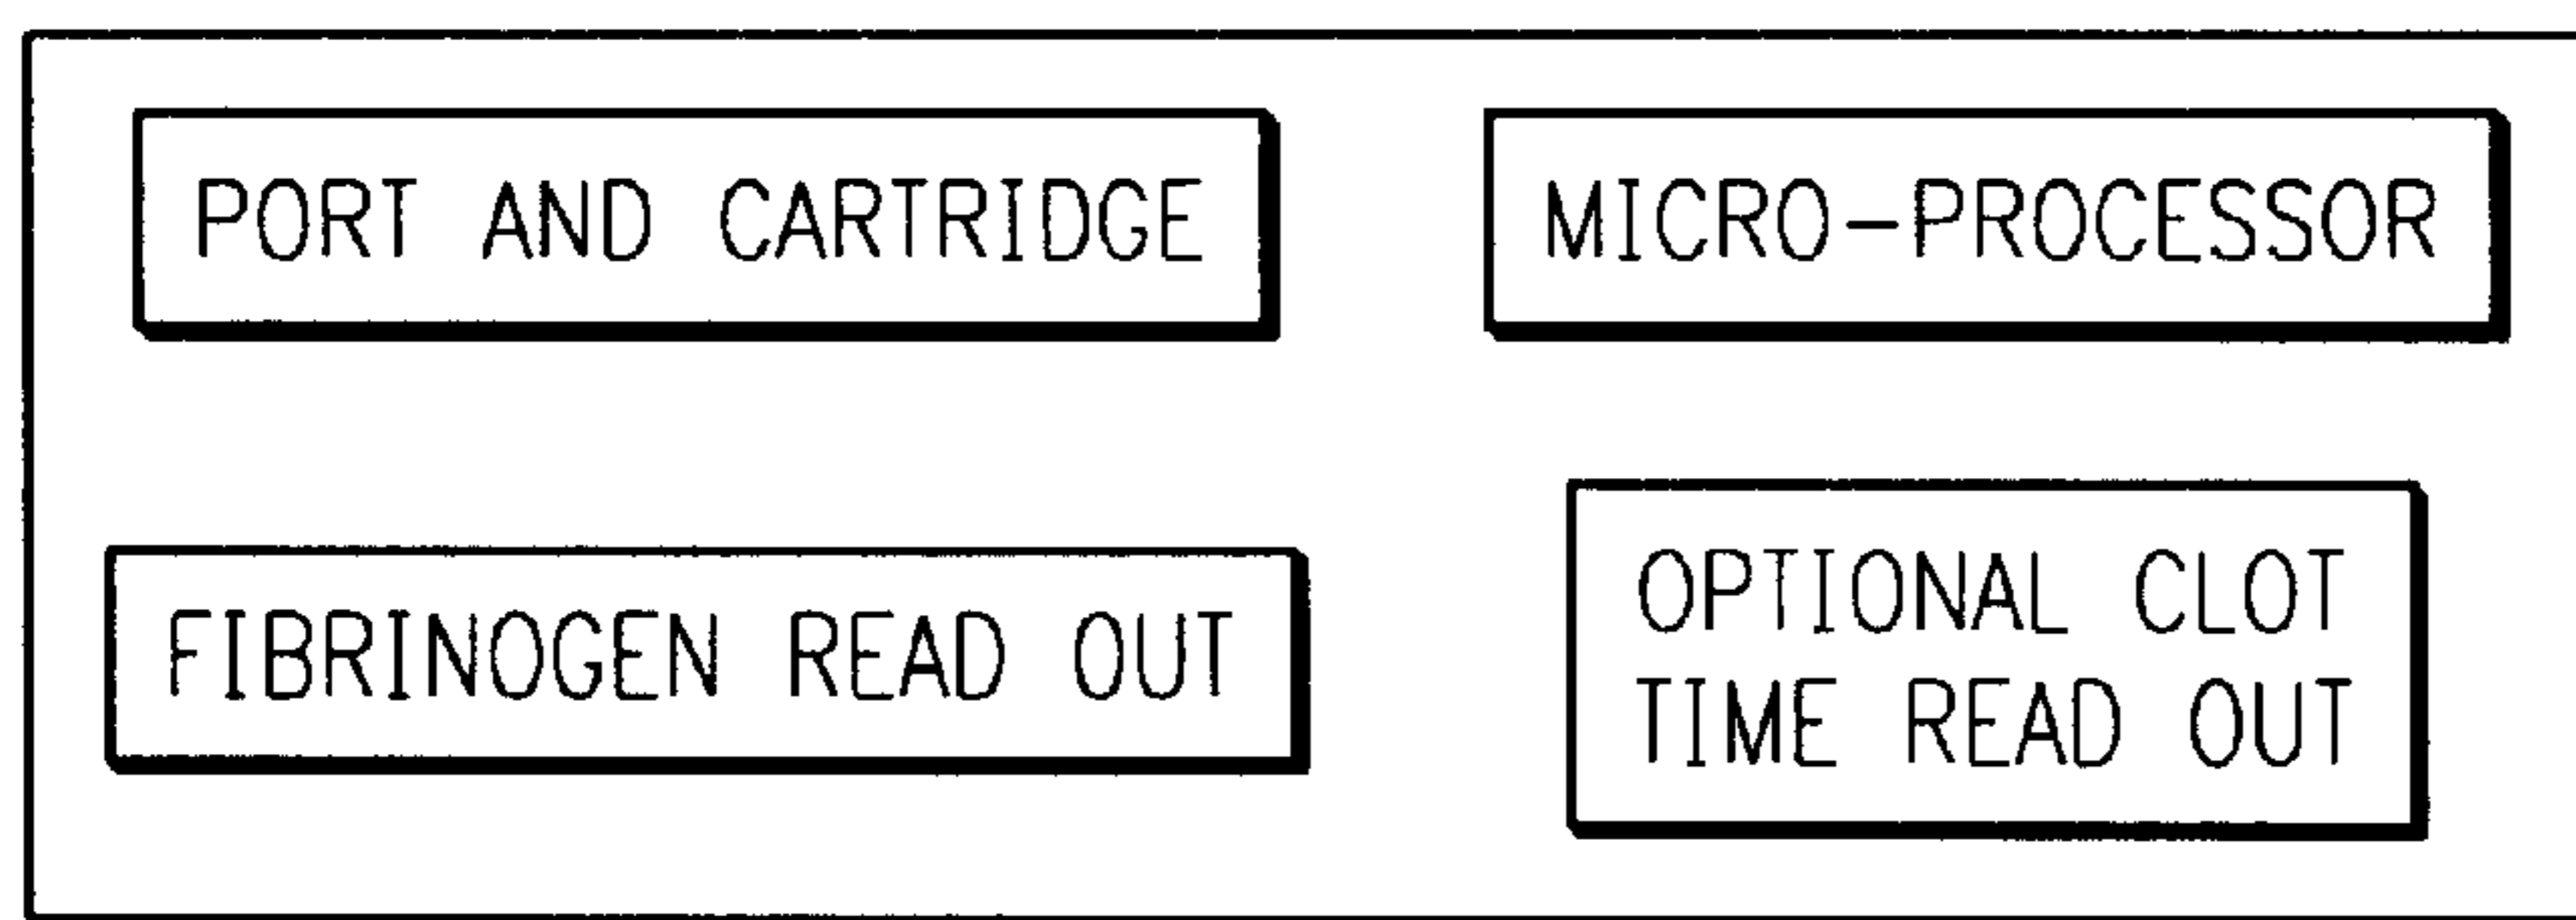 PORT AND CARTRIDGE
MICRO-PROCESSOR
FIBRINOGEN READ OUT
OPTIONAL CLOT
TIME READ OUT